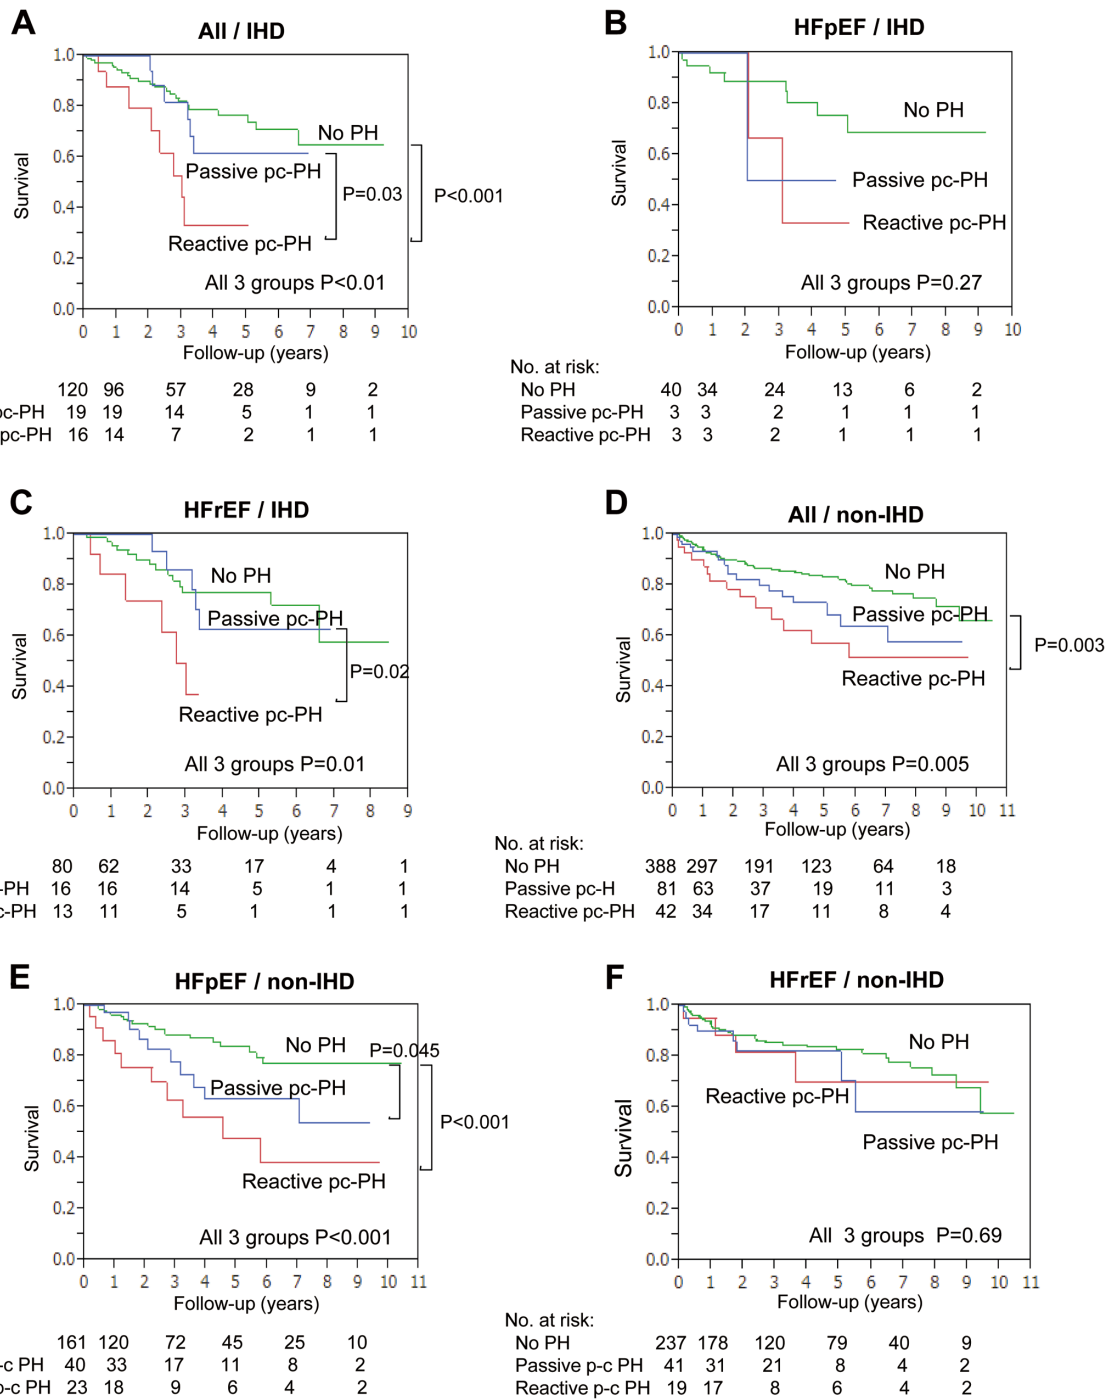 A
All / IHD
1.0
0.8
0.6
0.4
0.2
0.0
Survival
No PH
Passive pc-PH
Reactive pc-PH
P=0.03
P<0.001
All 3 groups P<0.01
0 1 2 3 4 5 6 7 8 9 10
Follow-up (years)
120 96 57 28 9 2
pc-PH 19 19 14 5 1 1
pc-PH 16 14 7 2 1 1
B
HFpEF / IHD
1.0
0.8
0.6
0.4
0.2
0.0
Survival
No PH
Passive pc-PH
Reactive pc-PH
All 3 groups P=0.27
0 1 2 3 4 5 6 7 8 9 10
Follow-up (years)
No. at risk:
No PH 40 34 24 13 6 2
Passive pc-PH 3 3 2 1 1 1
Reactive pc-PH 3 3 2 1 1 1
C
HFrEF / IHD
1.0
0.8
0.6
0.4
0.2
0.0
Survival
No PH
Passive pc-PH
P=0.02
Reactive pc-PH
All 3 groups P=0.01
0 1 2 3 4 5 6 7 8 9
Follow-up (years)
80 62 33 17 4 1
-PH 16 16 14 5 1 1
c-PH 13 11 5 1 1 1
D
All / non-IHD
1.0
0.8
0.6
0.4
0.2
0.0
Survival
No PH
Passive pc-PH
P=0.003
Reactive pc-PH
All 3 groups P=0.005
0 1 2 3 4 5 6 7 8 9 10 11
Follow-up (years)
No. at risk:
No PH 388 297 191 123 64 18
Passive pc-H 81 63 37 19 11 3
Reactive pc-PH 42 34 17 11 8 4
E
HFpEF / non-IHD
1.0
0.8
0.6
0.4
0.2
0.0
Survival
No PH
P=0.045
Passive pc-PH
P<0.001
Reactive pc-PH
All 3 groups P<0.001
0 1 2 3 4 5 6 7 8 9 10 11
Follow-up (years)
161 120 72 45 25 10
-c PH 40 33 17 11 8 2
o-c PH 23 18 9 6 4 2
F
HFrEF / non-IHD
1.0
0.8
0.6
0.4
0.2
0.0
Survival
No PH
Reactive pc-PH
Passive pc-PH
All 3 groups P=0.69
0 1 2 3 4 5 6 7 8 9 10 11
Follow-up (years)
No. at risk:
No PH 237 178 120 79 40 9
Passive p-c PH 41 31 21 8 4 2
Reactive p-c PH 19 17 8 6 4 2